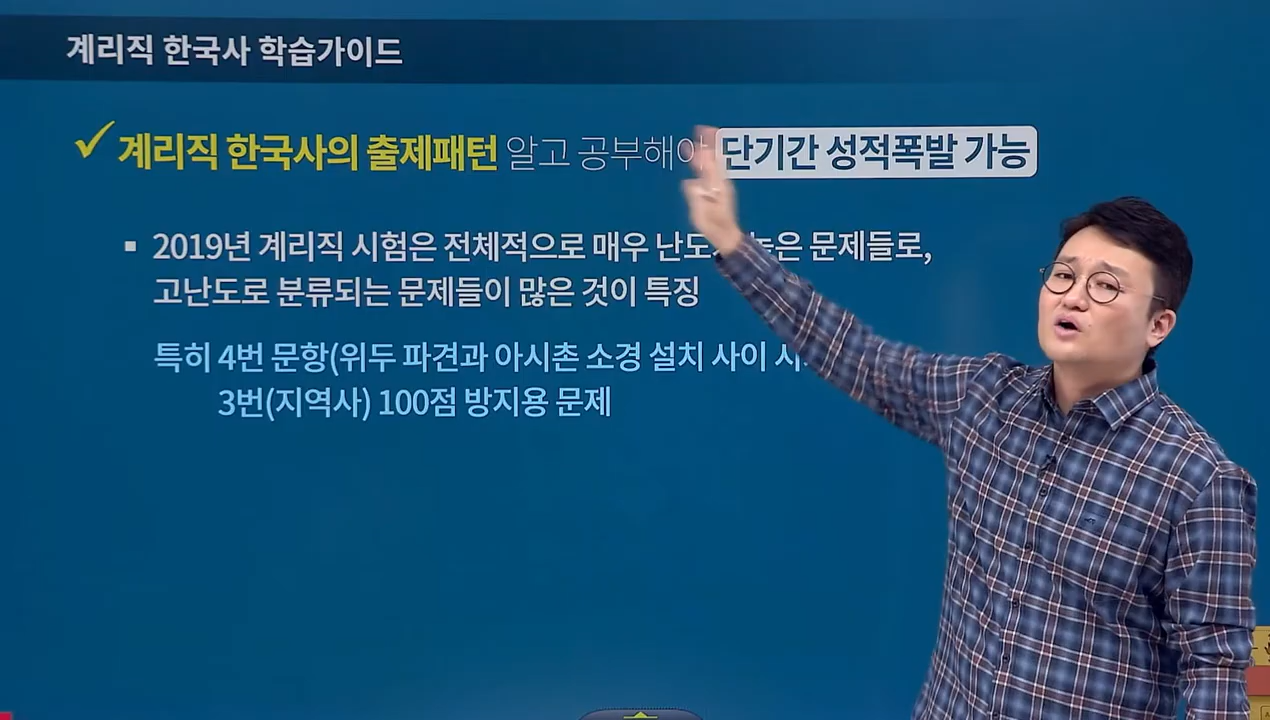 계리직 한국사 학습가이드
계리직 한국사의 출제패턴 알고 공부해야 단기간 성적폭발 가능
2019년 계리직 시험은 전체적으로 매우 문제들로,
고난도로 분류되는 문제들이 많은 것이 특징
특히 4번 문항(위두 파견과 아시촌 소경 설치 사이
3번(지역사) 100점 방지용 문제